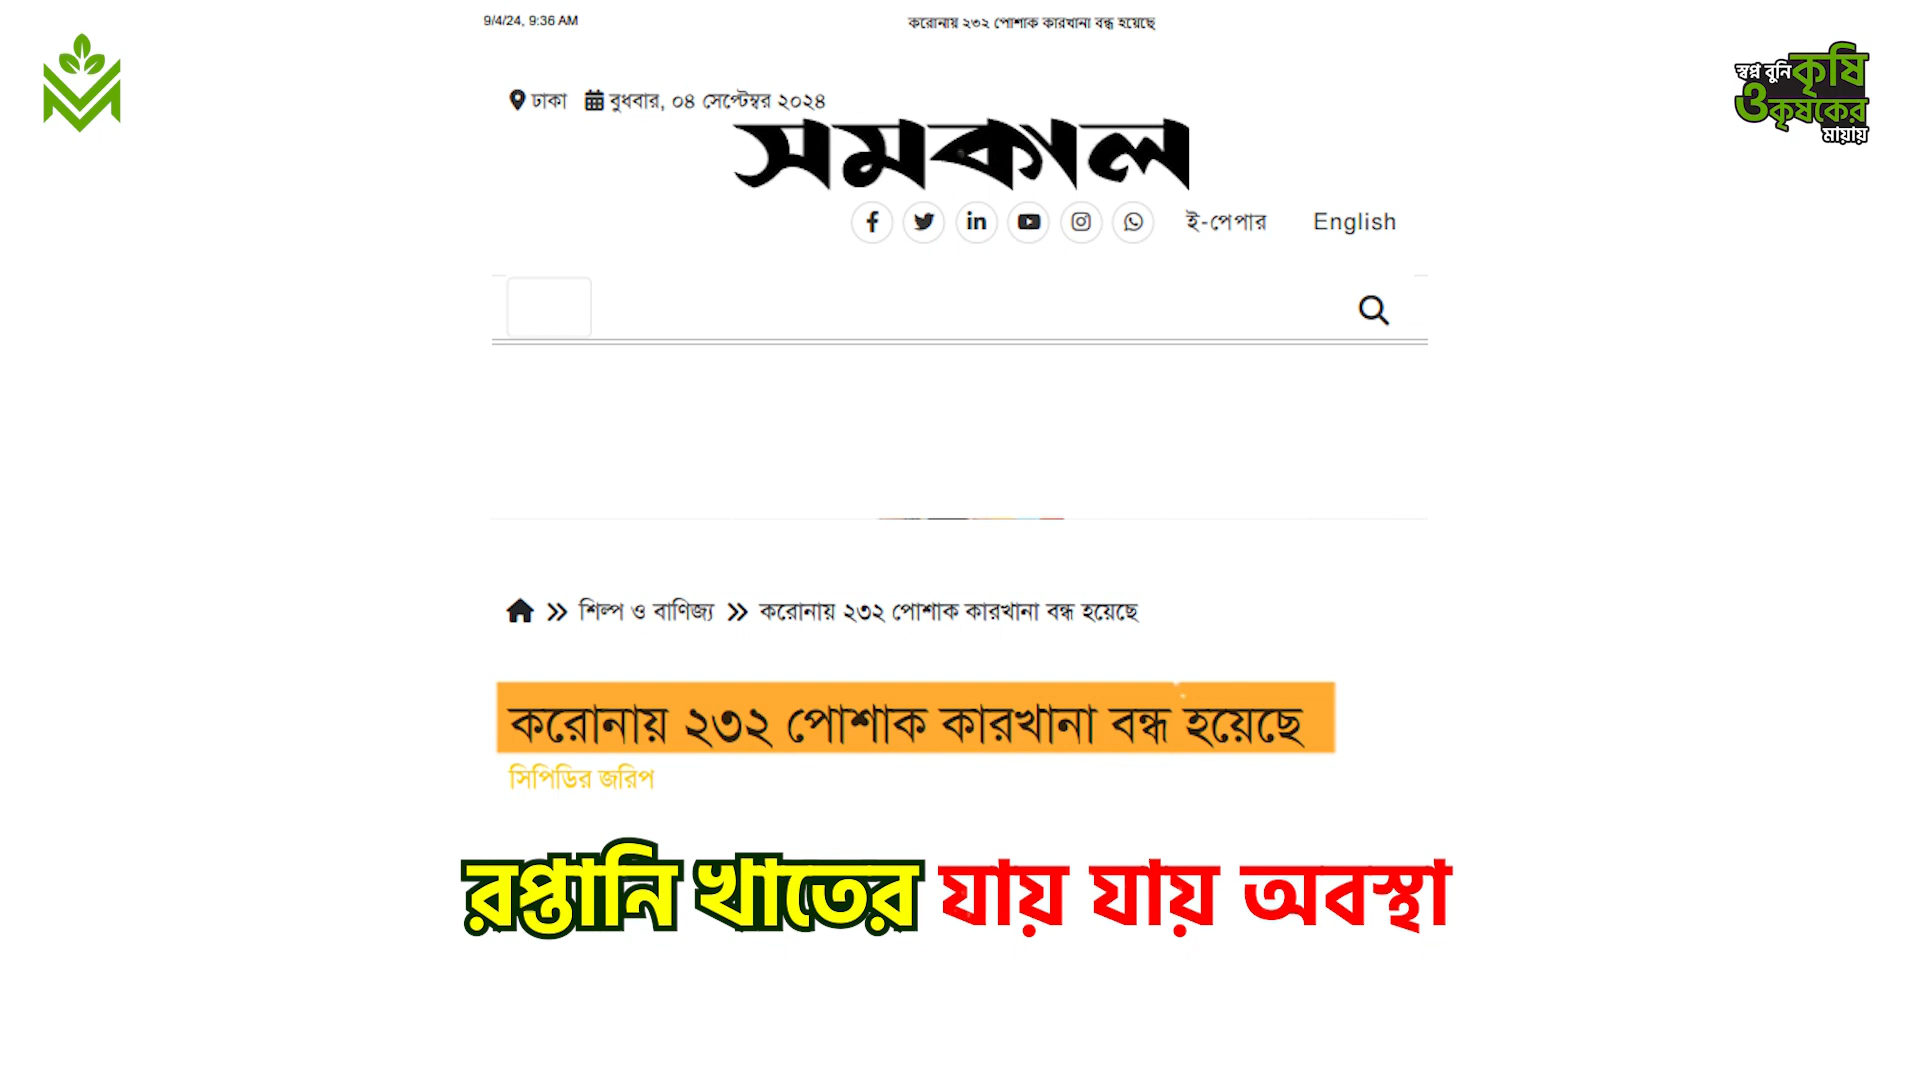 9/4/24, 9:36 AM
করোনায় ২৩২ পোশাক কারখানা বন্ধ হয়েছে
স্বপ্ন বুনি কৃষি
ও কৃষকের
মায়ায়
ঢাকা বুধবার, ০৪ সেপ্টেম্বর ২০২৪
সমকাল
ই-পেপার English
শিল্প ও বাণিজ্য করোনায় ২৩২ পোশাক কারখানা বন্ধ হয়েছে
করোনায় ২৩২ পোশাক কারখানা বন্ধ হয়েছে
সিপিডির জরিপ
রপ্তানি খাতের যায় যায় অবস্থা